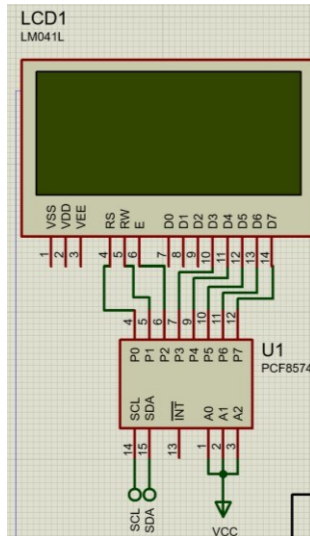 LCD1
LM041L
VSS
VDD
VEE
RS
RW
E
D0
D1
D2
D3
D4
D5
D6
D7
1
2
3
4
5
6
7
8
9
10
11
12
13
14
4
5
6
7
9
10
11
12
P0
P1
P2
P3
P4
P5
P6
P7
U1
PCF8574
SCL
SDA
INT
A0
A1
A2
14
15
13
1
2
3
SCL
SDA
VCC